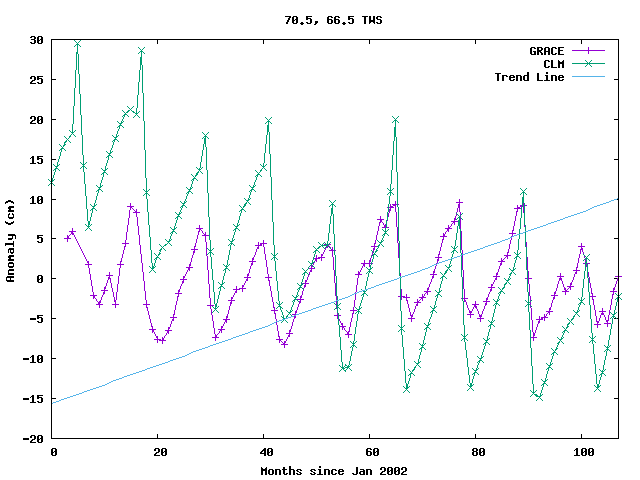 70.5, 66.5 TWS
GRACE
CLM
Trend Line
30
25
20
15
10
5
0
-5
-10
-15
-20
Anomaly (cm)
0 20 40 60 80 100
Months since Jan 2002